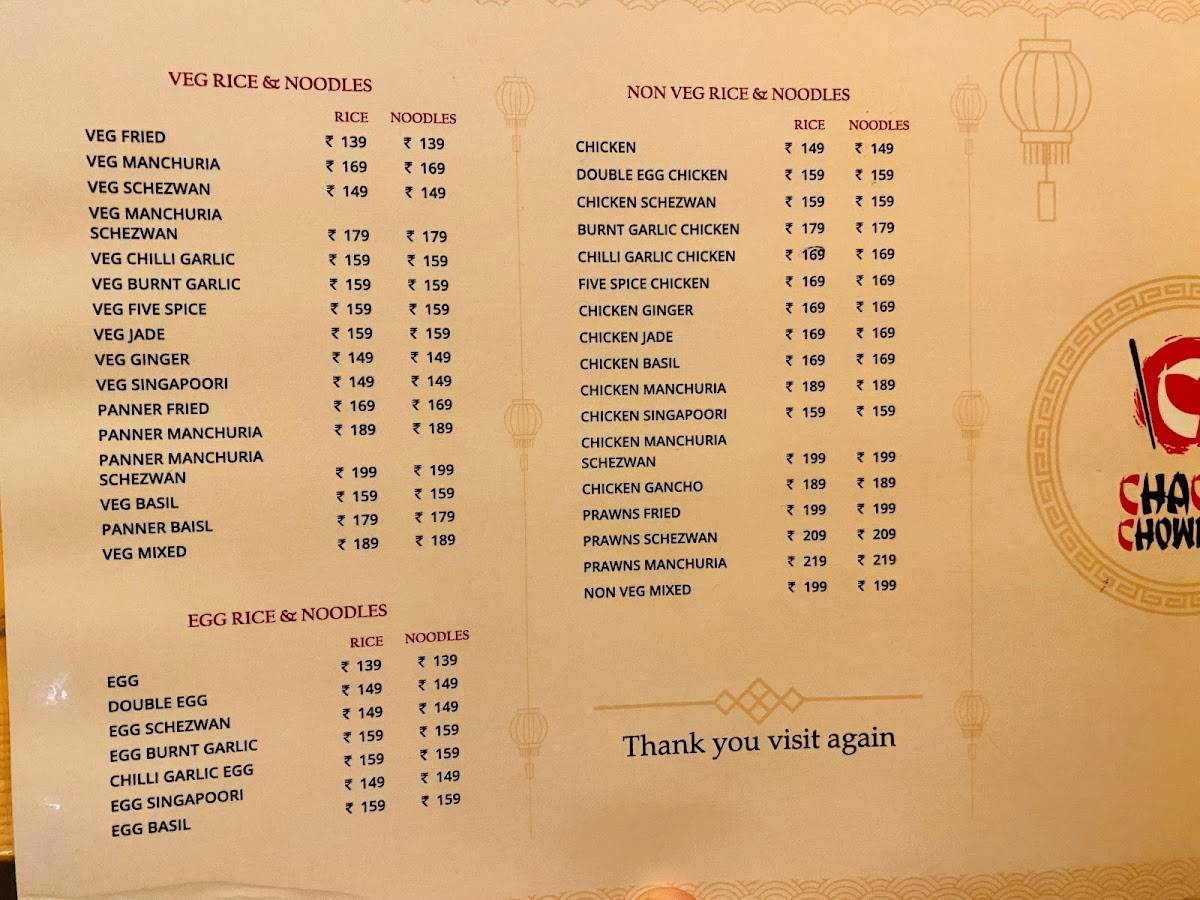 VEG RICE & NOODLES
RICE NOODLES
VEG FRIED ₹ 139 ₹ 139
VEG MANCHURIA ₹ 169 ₹ 169
VEG SCHEZWAN ₹ 149 ₹ 149
VEG MANCHURIA
SCHEZWAN ₹ 179 ₹ 179
VEG CHILLI GARLIC ₹ 159 ₹ 159
VEG BURNT GARLIC ₹ 159 ₹ 159
VEG FIVE SPICE ₹ 159 ₹ 159
VEG JADE ₹ 159 ₹ 159
VEG GINGER ₹ 149 ₹ 149
VEG SINGAPOORI ₹ 149 ₹ 149
PANNER FRIED ₹ 169 ₹ 169
PANNER MANCHURIA ₹ 189 ₹ 189
PANNER MANCHURIA
SCHEZWAN ₹ 199 ₹ 199
VEG BASIL ₹ 159 ₹ 159
PANNER BAISL ₹ 179 ₹ 179
VEG MIXED ₹ 189 ₹ 189
EGG RICE & NOODLES
RICE NOODLES
EGG ₹ 139 ₹ 139
DOUBLE EGG ₹ 149 ₹ 149
EGG SCHEZWAN ₹ 149 ₹ 149
EGG BURNT GARLIC ₹ 159 ₹ 159
CHILLI GARLIC EGG ₹ 159 ₹ 159
EGG SINGAPOORI ₹ 149 ₹ 149
EGG BASIL ₹ 159 ₹ 159
NON VEG RICE & NOODLES
RICE NOODLES
CHICKEN ₹ 149 ₹ 149
DOUBLE EGG CHICKEN ₹ 159 ₹ 159
CHICKEN SCHEZWAN ₹ 159 ₹ 159
BURNT GARLIC CHICKEN ₹ 179 ₹ 179
CHILLI GARLIC CHICKEN ₹ 169 ₹ 169
FIVE SPICE CHICKEN ₹ 169 ₹ 169
CHICKEN GINGER ₹ 169 ₹ 169
CHICKEN JADE ₹ 169 ₹ 169
CHICKEN BASIL ₹ 169 ₹ 169
CHICKEN MANCHURIA ₹ 189 ₹ 189
CHICKEN SINGAPOORI ₹ 159 ₹ 159
CHICKEN MANCHURIA
SCHEZWAN ₹ 199 ₹ 199
CHICKEN GANCHO ₹ 189 ₹ 189
PRAWNS FRIED ₹ 199 ₹ 199
PRAWNS SCHEZWAN ₹ 209 ₹ 209
PRAWNS MANCHURIA ₹ 219 ₹ 219
NON VEG MIXED ₹ 199 ₹ 199
Thank you visit again